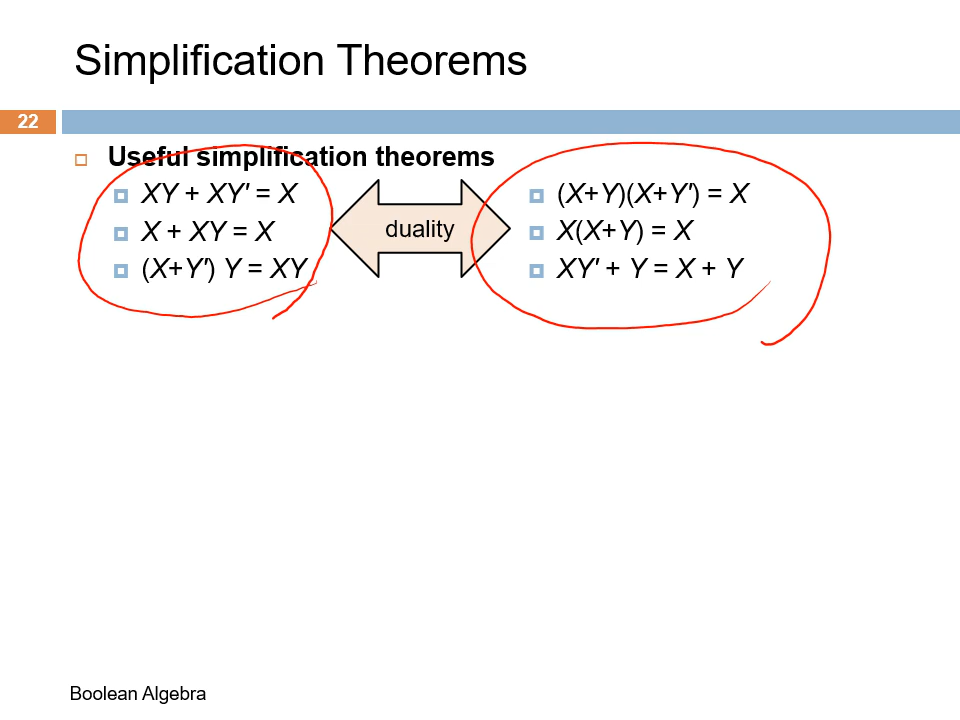 Simplification Theorems
22
Useful simplification theorems
XY + XY' = X
X + XY = X
(X+Y') Y = XY
duality
(X+Y)(X+Y') = X
X(X+Y) = X
XY' + Y = X + Y
Boolean Algebra